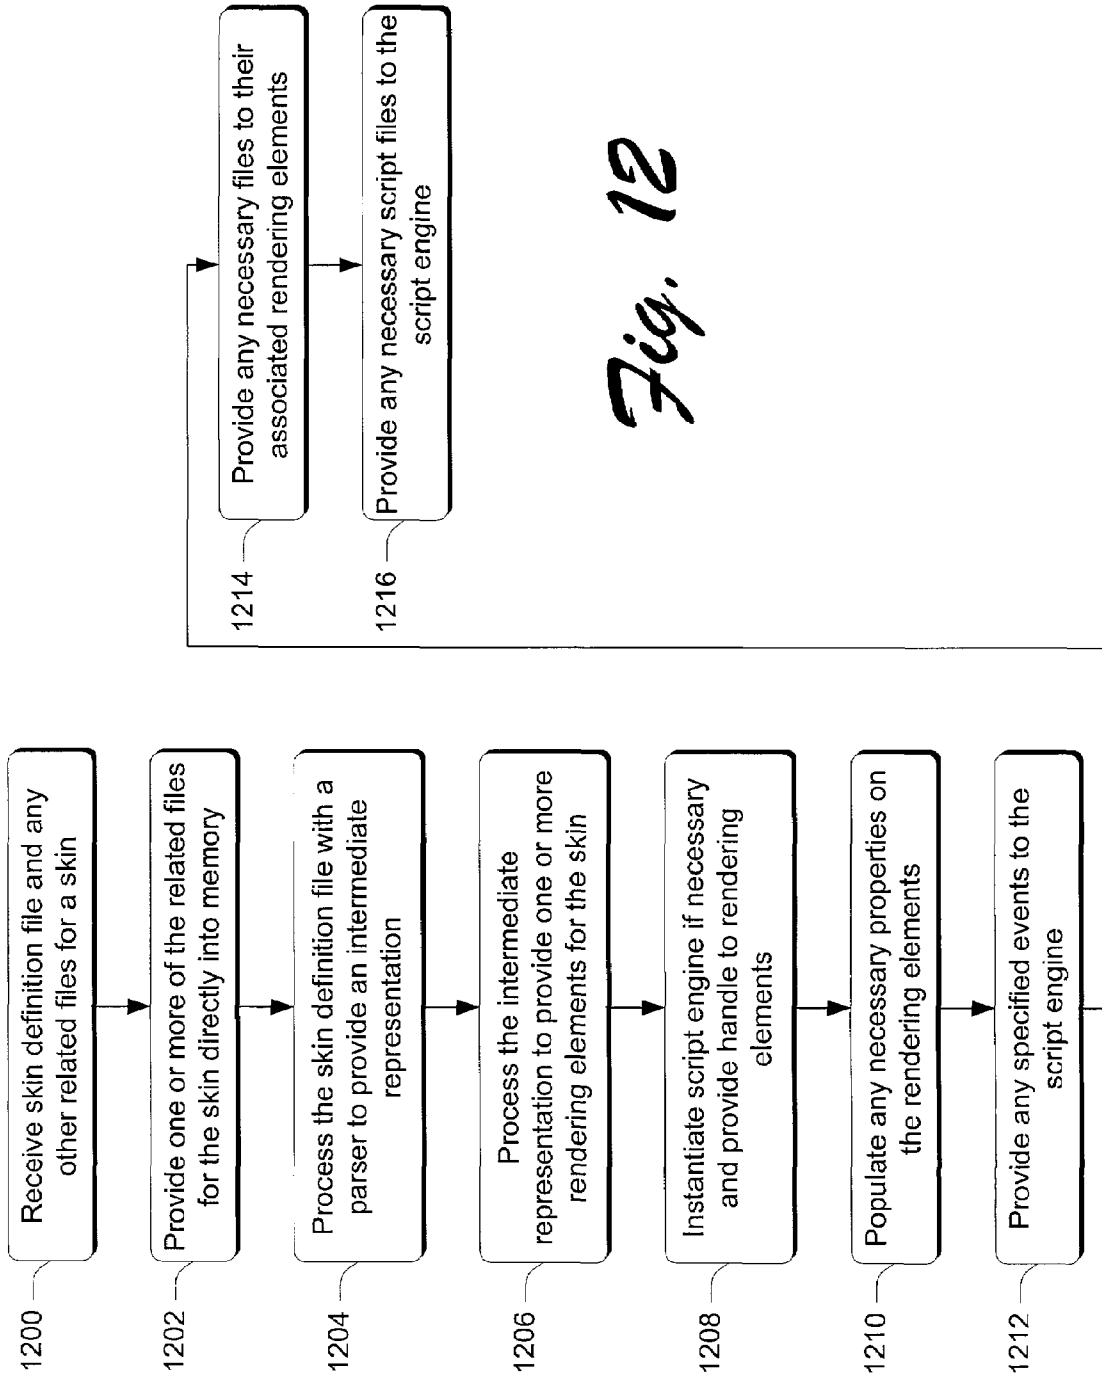 1200
Receive skin definition file and any
other related files for a skin
1202
Provide one or more of the related files
for the skin directly into memory
1204
Process the skin definition file with a
parser to provide an intermediate
representation
1206
Process the intermediate
representation to provide one or more
rendering elements for the skin
1208
Instantiate script engine if necessary
and provide handle to rendering
elements
1210
Populate any necessary properties on
the rendering elements
1212
Provide any specified events to the
script engine
1214
Provide any necessary files to their
associated rendering elements
1216
Provide any necessary script files to the
script engine
Fig. 12